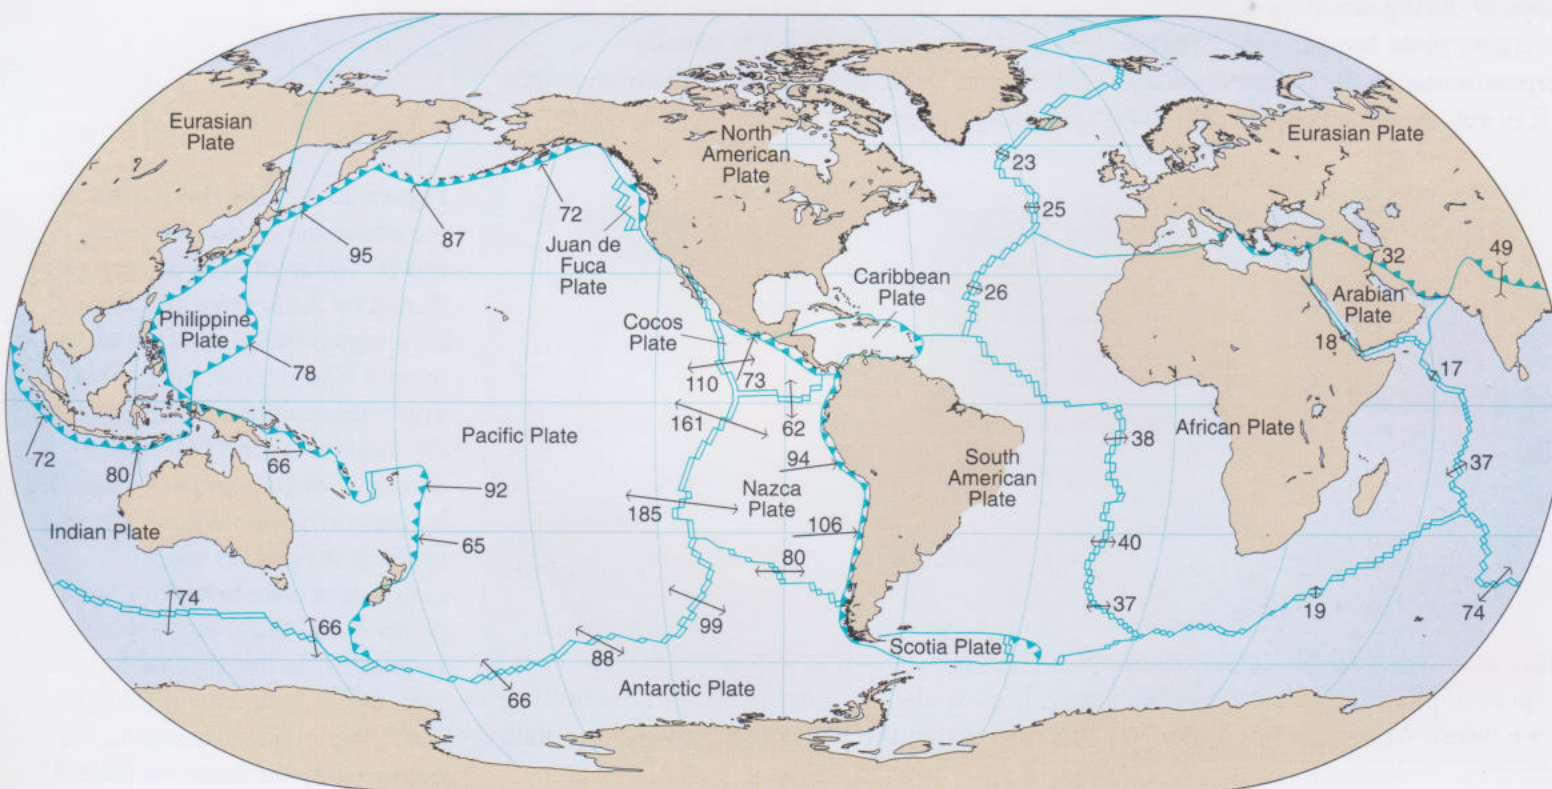 Eurasian
Plate
North
American
Plate
Eurasian Plate
23
25
26
95
87
72
Juan de
Fuca
Plate
Caribbean
Plate
32
49
Arabian
Plate
18
17
Philippine
Plate
78
Cocos
Plate
110
73
161
62
72
80
66
Pacific Plate
94
92
65
Indian Plate
185
Nazca
Plate
106
80
South
American
Plate
38
African Plate
37
40
37
19
74
74
66
66
88
99
Scotia Plate
Antarctic Plate